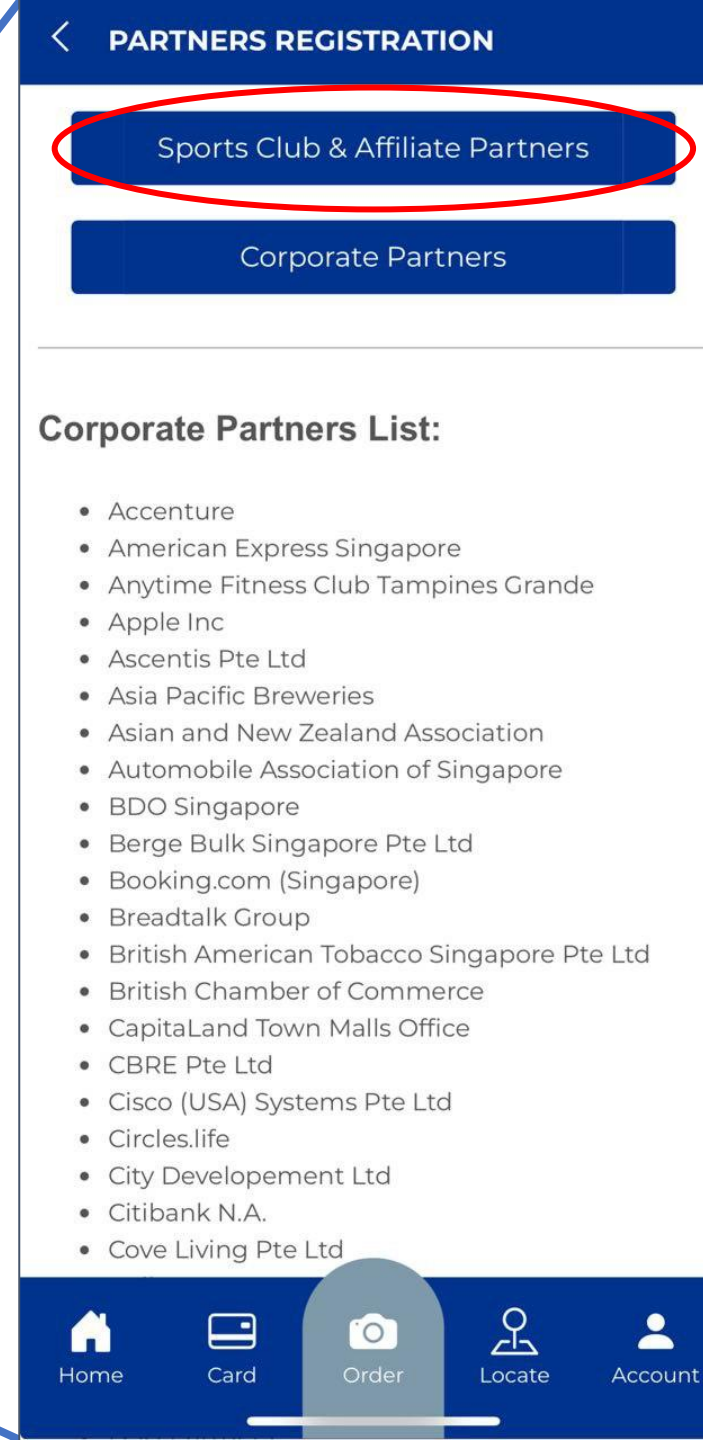 PARTNERS REGISTRATION
Sports Club & Affiliate Partners
Corporate Partners
Corporate Partners List:
• Accenture
• American Express Singapore
• Anytime Fitness Club Tampines Grande
• Apple Inc
• Ascentis Pte Ltd
• Asia Pacific Breweries
• Asian and New Zealand Association
• Automobile Association of Singapore
• BDO Singapore
• Berge Bulk Singapore Pte Ltd
• Booking.com (Singapore)
• Breadtalk Group
• British American Tobacco Singapore Pte Ltd
• British Chamber of Commerce
• CapitaLand Town Malls Office
• CBRE Pte Ltd
• Cisco (USA) Systems Pte Ltd
• Circles.life
• City Developement Ltd
• Citibank N.A.
• Cove Living Pte Ltd
Home Card Order Locate Account